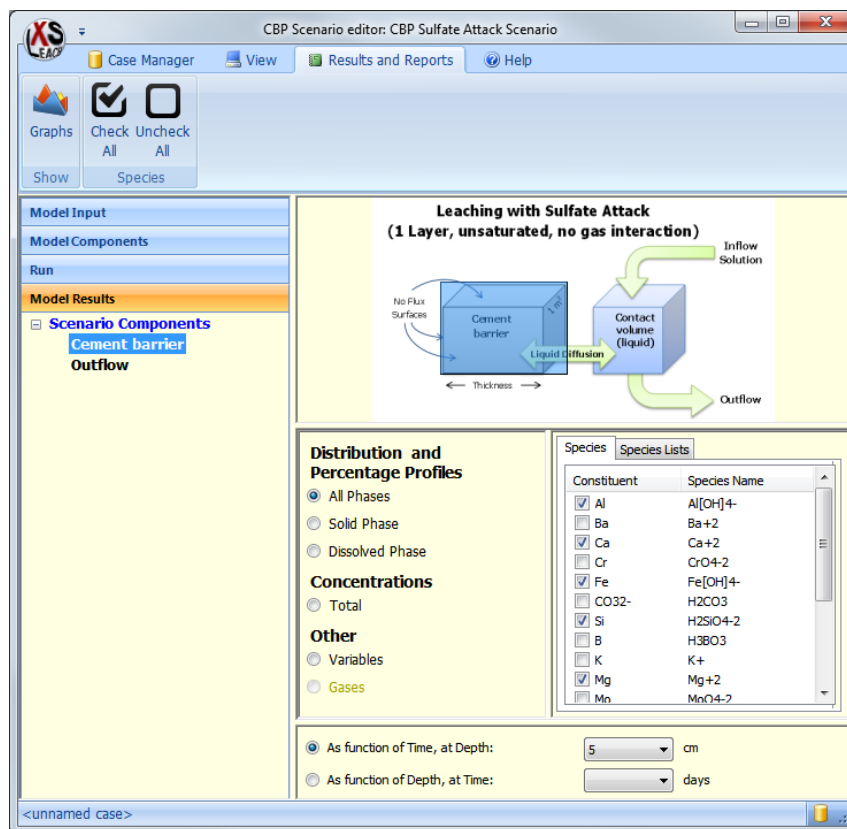 XS
LEACH
CBP Scenario editor: CBP Sulfate Attack Scenario
Case Manager View Results and Reports Help
Graphs Check All Uncheck All
Show Species
Model Input
Model Components
Run
Model Results
Scenario Components
Cement barrier
Outflow
Leaching with Sulfate Attack
(1 Layer, unsaturated, no gas interaction)
Inflow
Solution
No Flux
Surfaces
1 m²
Cement
barrier
Contact
volume
(liquid)
Liquid Diffusion
Thickness
Outflow
Distribution and
Percentage Profiles
All Phases
Solid Phase
Dissolved Phase
Concentrations
Total
Other
Variables
Gases
Species Species Lists
Constituent Species Name
Al Al[OH]4-
Ba Ba+2
Ca Ca+2
Cr CrO4-2
Fe Fe[OH]4-
CO32- H2CO3
Si H2SiO4-2
B H3BO3
K K+
Mg Mg+2
Mo MoO4-2
As function of Time, at Depth: 5 cm
As function of Depth, at Time: days
<unnamed case>